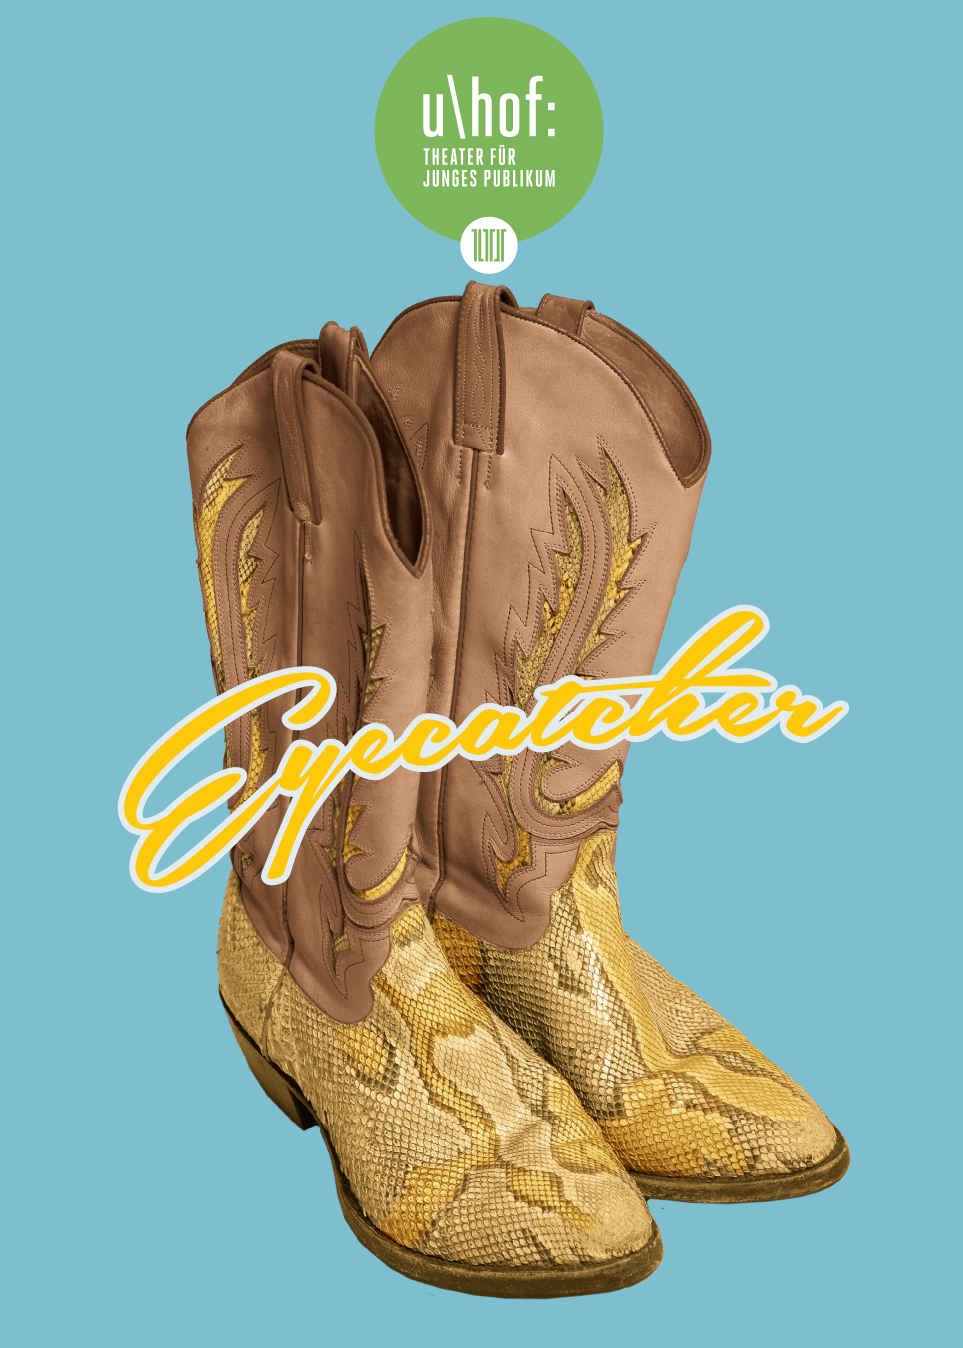 u\hof:
THEATER FÜR
JUNGES PUBLIKUM
Eyecatcher